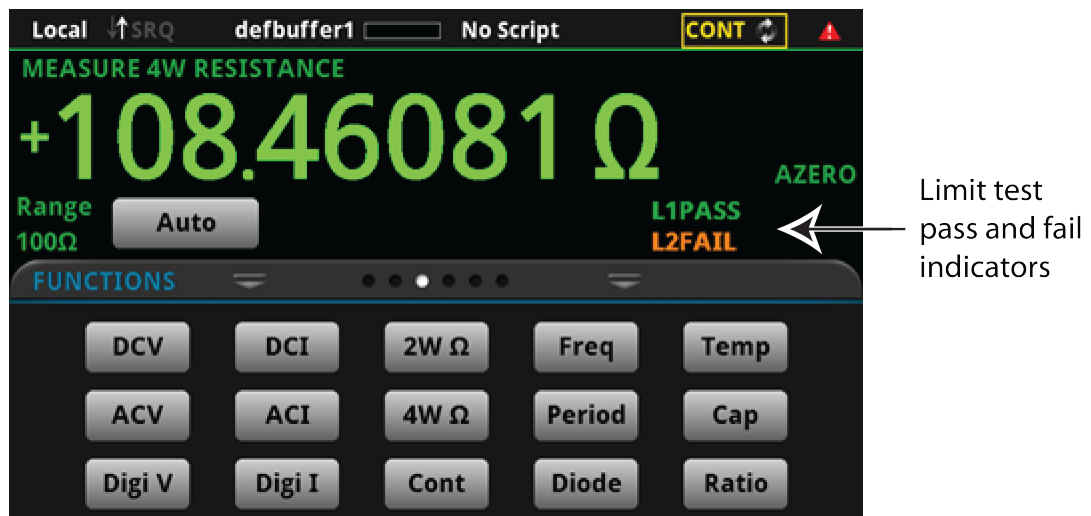 Local SRQ defbuffer1 No Script CONT
MEASURE 4W RESISTANCE
+108.46081 Ω
AZERO
Range
100Ω
Auto
L1PASS
L2FAIL
Limit test
pass and fail
indicators
FUNCTIONS
DCV DCI 2W Ω Freq Temp
ACV ACI 4W Ω Period Cap
Digi V Digi I Cont Diode Ratio